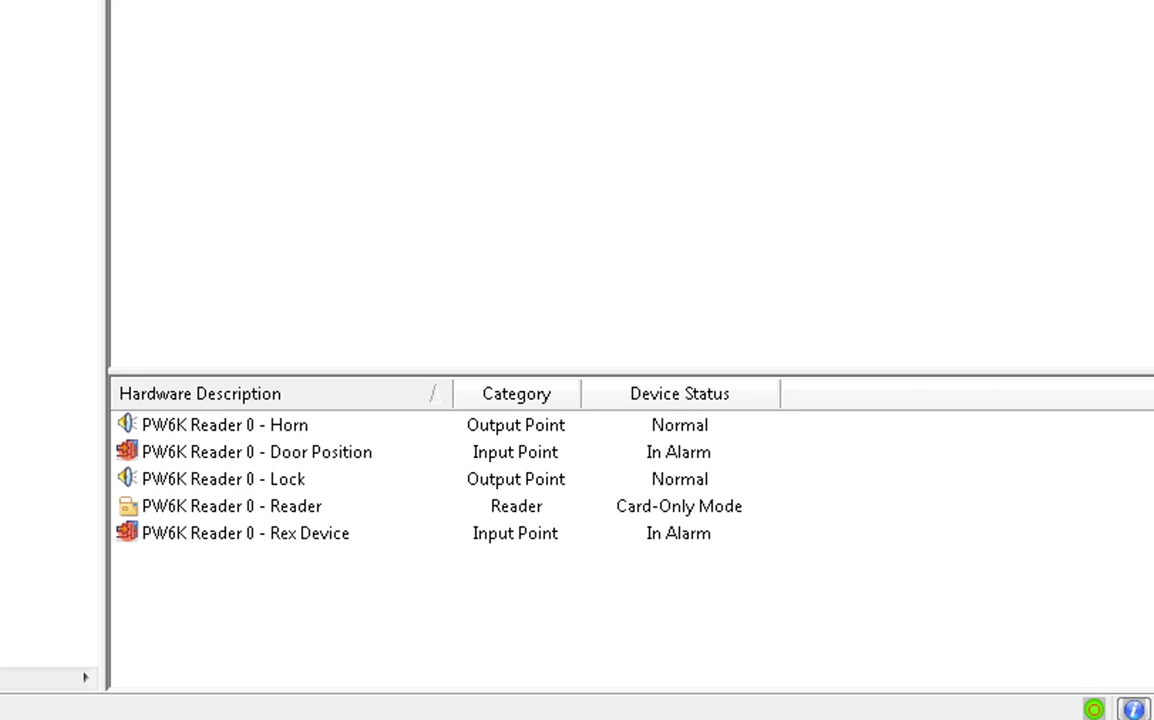 Hardware Description Category Device Status
PW6K Reader 0 - Horn Output Point Normal
PW6K Reader 0 - Door Position Input Point In Alarm
PW6K Reader 0 - Lock Output Point Normal
PW6K Reader 0 - Reader Reader Card-Only Mode
PW6K Reader 0 - Rex Device Input Point In Alarm